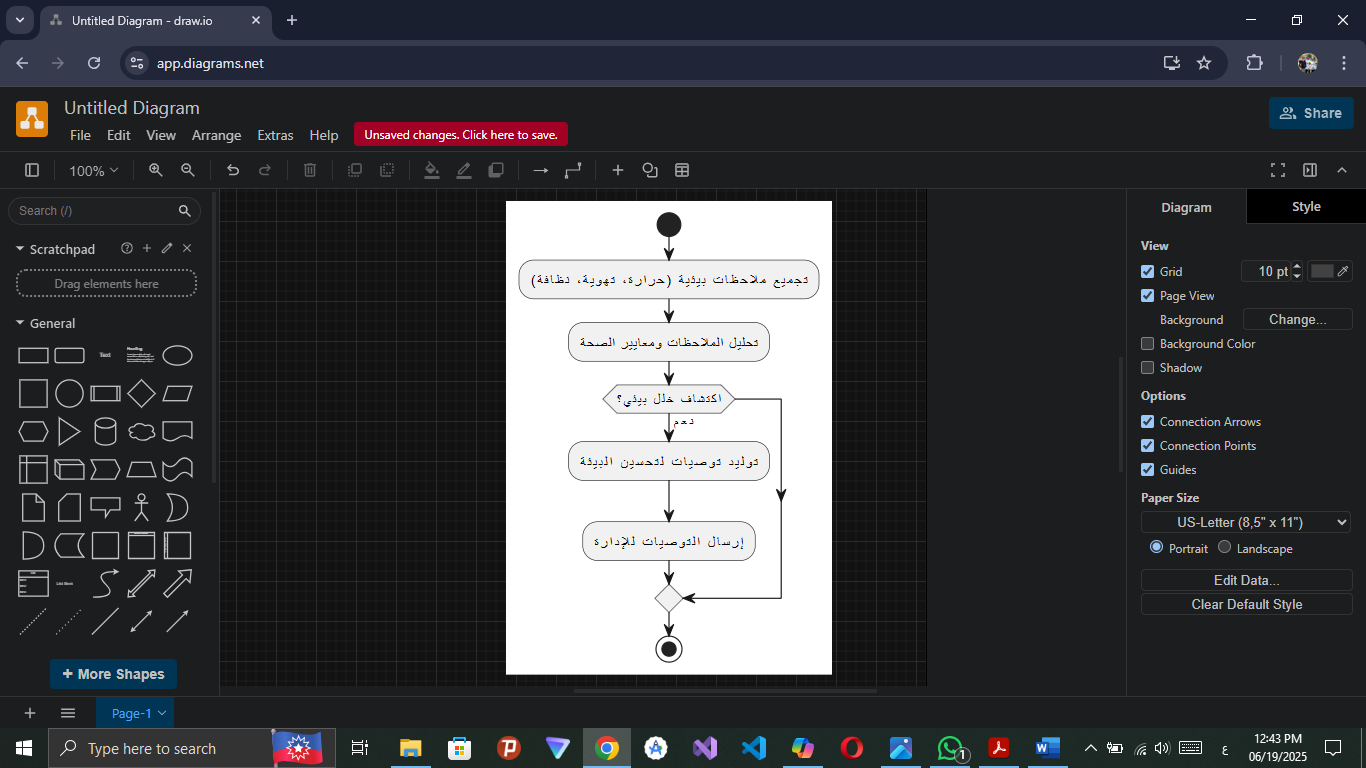 Untitled Diagram - draw.io
app.diagrams.net
Untitled Diagram
Share
File Edit View Arrange Extras Help Unsaved changes. Click here to save.
100%
Search (/)
Scratchpad
Drag elements here
General
Text
Heading
List Item
More Shapes
تجميع ملاحظات بيئية (حرارة، تهوية، نظافة)
تحليل الملاحظات ومعايير الصحة
اكتشاف خلل بيئي؟
نعم
توليد توصيات لتحسين البيئة
إرسال التوصيات للإدارة
Diagram Style
View
Grid 10 pt
Page View
Background Change...
Background Color
Shadow
Options
Connection Arrows
Connection Points
Guides
Paper Size
US-Letter (8,5" x 11")
Portrait Landscape
Edit Data...
Clear Default Style
Page-1
Type here to search
1
ع
12:43 PM
06/19/2025